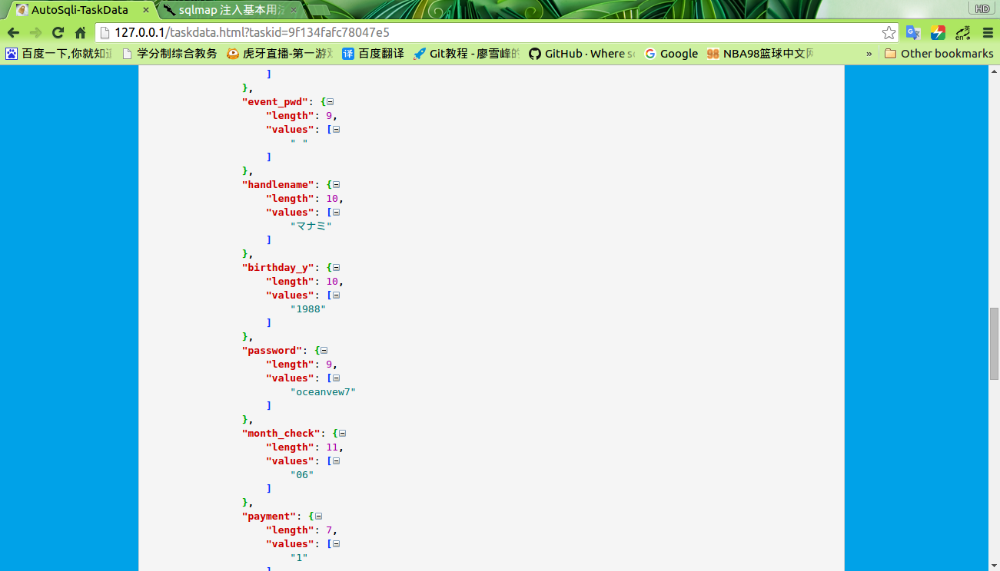 AutoSqli-TaskData
sqlmap 注入基本用法
HD
127.0.0.1/taskdata.html?taskid=9f134fafc78047e5
百度一下,你就知道
学分制综合教务
虎牙直播-第一游戏
百度翻译
Git教程 - 廖雪峰的
GitHub · Where so
Google
NBA98篮球中文网
»
Other bookmarks
]
},
"event_pwd": {
"length": 9,
"values": [
" "
]
},
"handlename": {
"length": 10,
"values": [
"マナミ"
]
},
"birthday_y": {
"length": 10,
"values": [
"1988"
]
},
"password": {
"length": 9,
"values": [
"oceanvew7"
]
},
"month_check": {
"length": 11,
"values": [
"06"
]
},
"payment": {
"length": 7,
"values": [
"1"
]